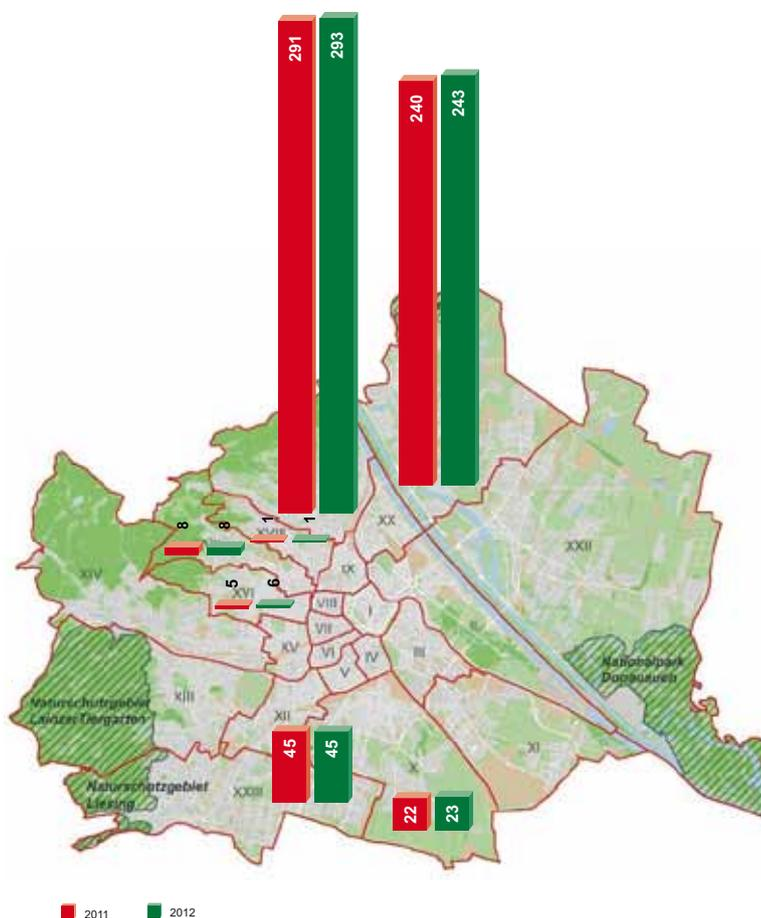 291
293
240
243
8
8
1
1
XVIII
XX
XIV
5
6
XVI
IX
XXII
VIII
I
VII
II
XV
VI
IV
III
V
Nationalpark
Donauauen
XIII
Naturschutzgebiet
Lainzer Tiergarten
XII
45
45
XI
X
Naturschutzgebiet
Liesing
XXIII
22
23
2011
2012